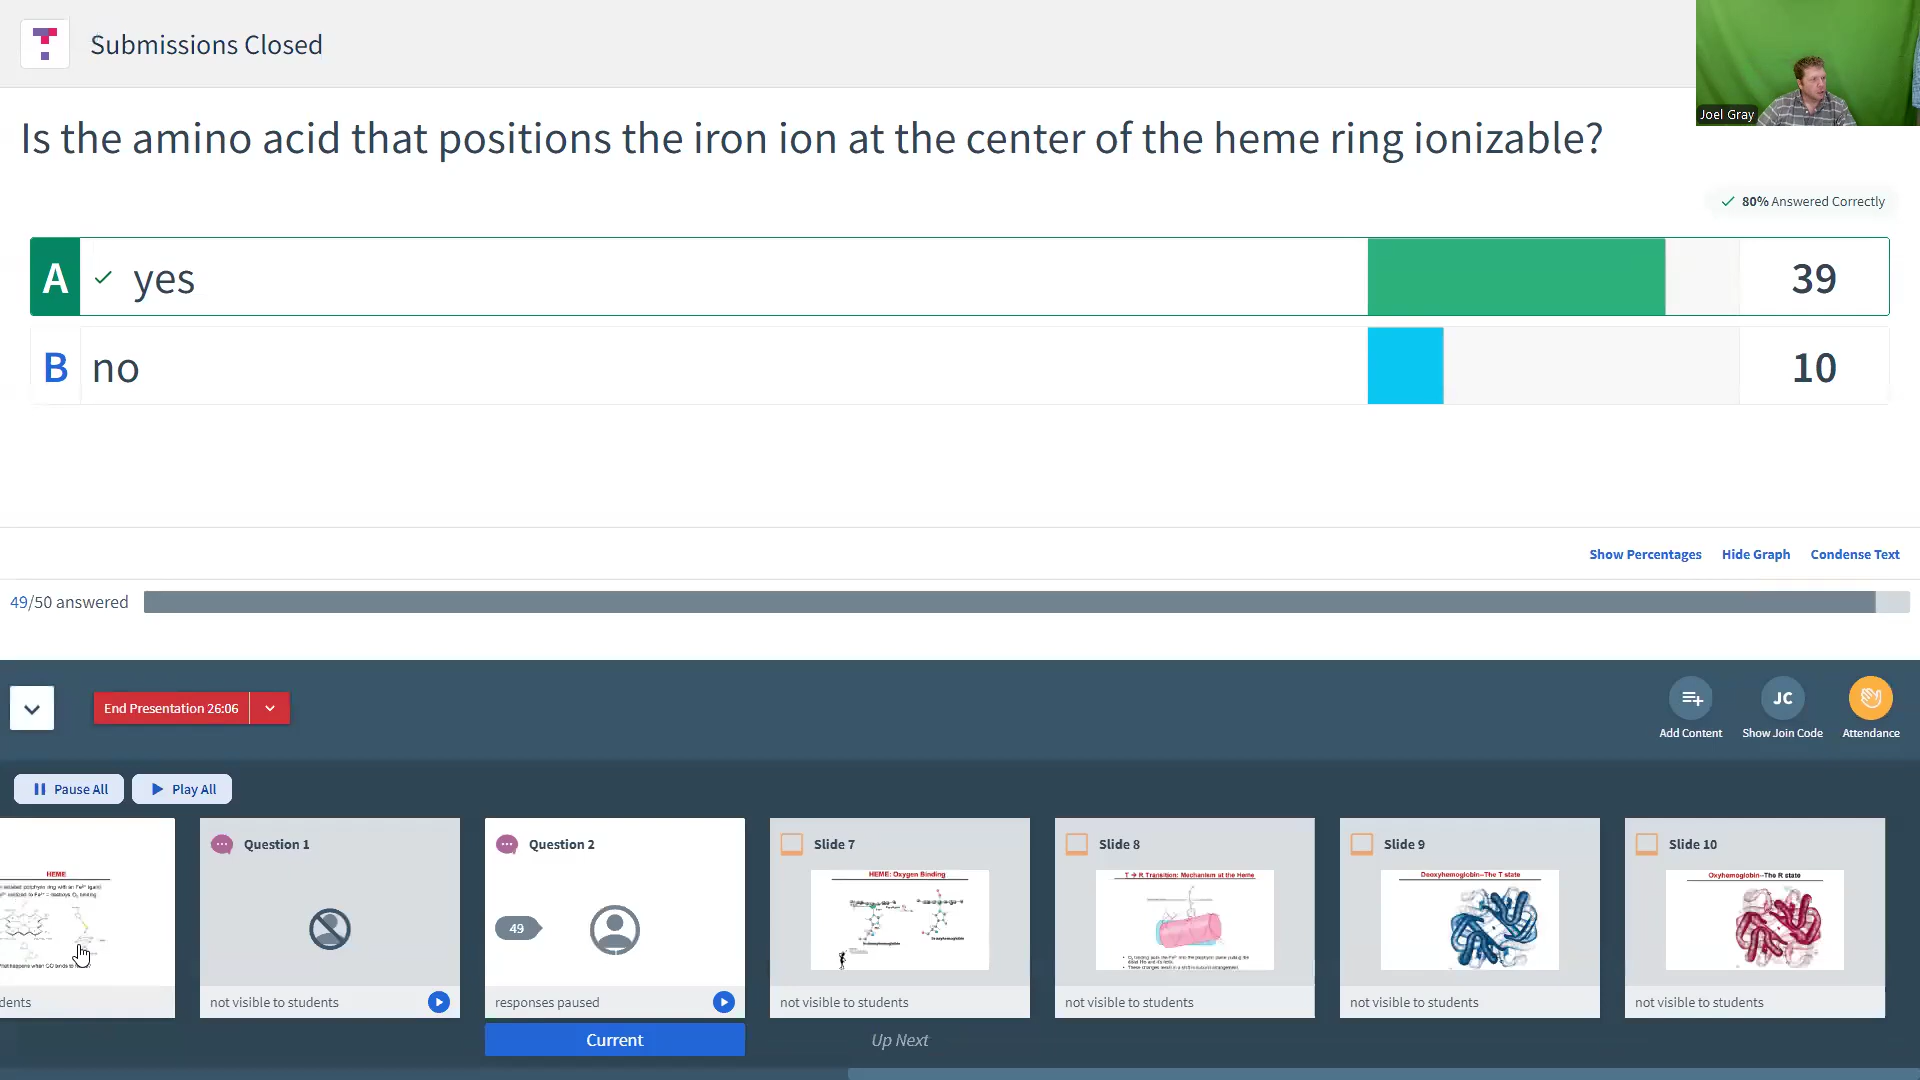 Submissions Closed
Joel Gray
Is the amino acid that positions the iron ion at the center of the heme ring ionizable?
80% Answered Correctly
A yes 39
B no 10
Show Percentages Hide Graph Condense Text
49/50 answered
End Presentation 26:06
JC
Add Content Show Join Code Attendance
Pause All Play All
Question 1 Question 2 Slide 7 Slide 8 Slide 9 Slide 10
HEME
HEME: Oxygen Binding
T → R Transition: Mechanism at the Heme
Deoxyhemoglobin--The T state
Oxyhemoglobin--The R state
49
dents not visible to students responses paused not visible to students not visible to students not visible to students not visible to students
Current Up Next